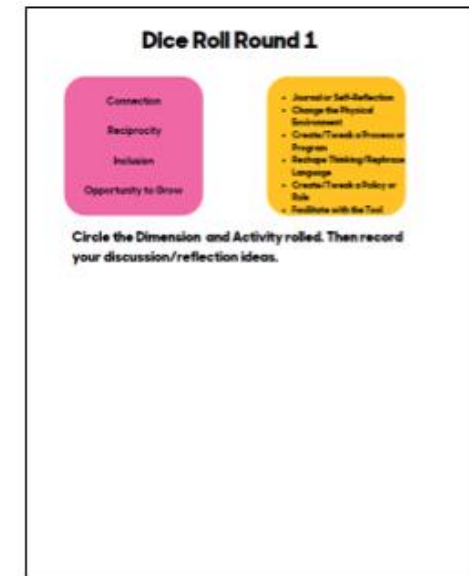 Dice Roll Round 1
Connection
Reciprocity
Inclusion
Opportunity to Grow
• Journal or Self-Reflection
• Change the Physical
Environment
• Create/Tweak a Process or
Program
• Reshape Thinking/Rephrase
Language
• Create/Tweak a Policy or
Rule
• Facilitate with the Tool
Circle the Dimension and Activity rolled. Then record
your discussion/reflection ideas.